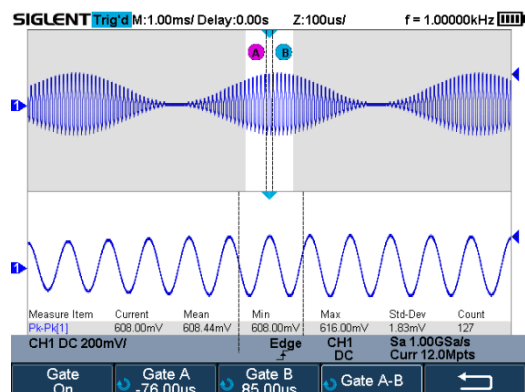 SIGLENT Trig'd M:1.00ms/ Delay:0.00s Z:100us/ f = 1.00000kHz
A B
1
1
Measure Item Current Mean Min Max Std-Dev Count
Pk-Pk[1] 608.00mV 608.44mV 608.00mV 616.00mV 1.83mV 127
CH1 DC 200mV/ Edge CH1 Sa 1.00GSa/s
DC Curr 12.0Mpts
Gate Gate A Gate B Gate A-B
On -76.00us 85.00us